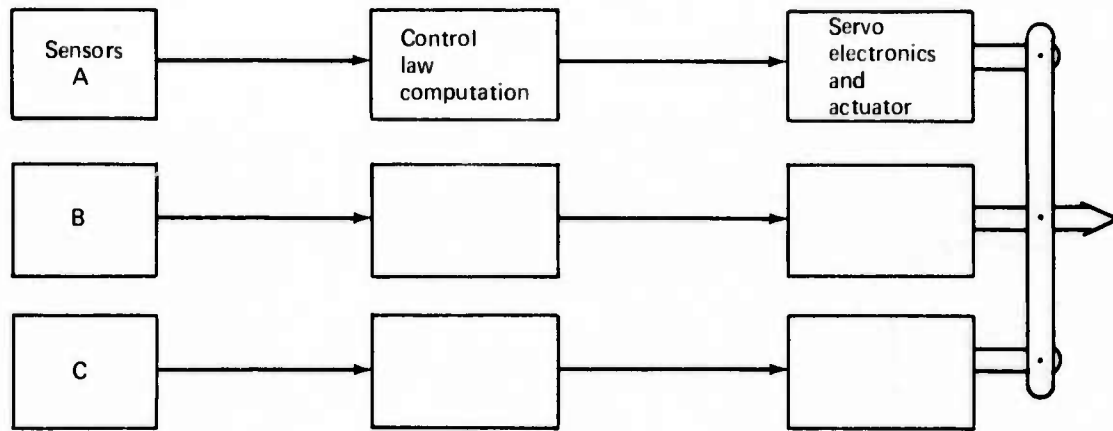 Sensors
A
Control
law
computation
Servo
electronics
and
actuator
B
C